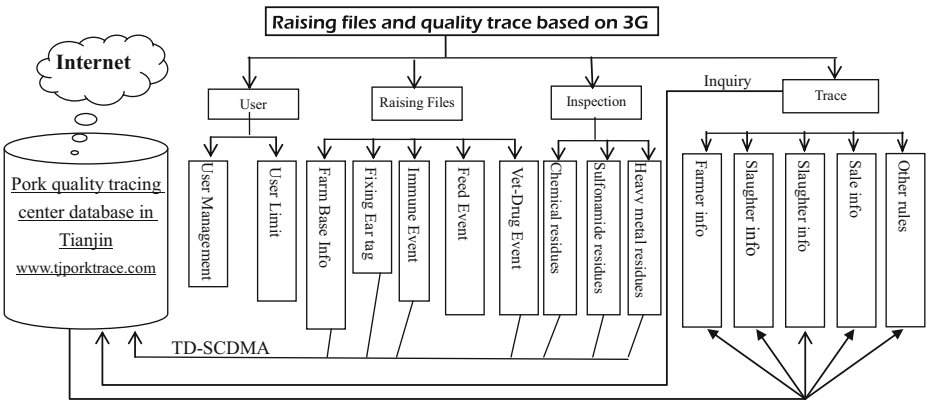 Raising files and quality trace based on 3G
Internet
User
Raising Files
Inspection
Inquiry
Trace
Pork quality tracing
center database in
Tianjin
www.tjporktrace.com
User Management
User Limit
Farm Base Info
Fixing Ear tag
Immune Event
Feed Event
Vet-Drug Event
Chemical residues
Sulfonamide residues
Heavy metal residues
Farmer info
Slaughter info
Slaughter info
Sale info
Other rules
TD-SCDMA